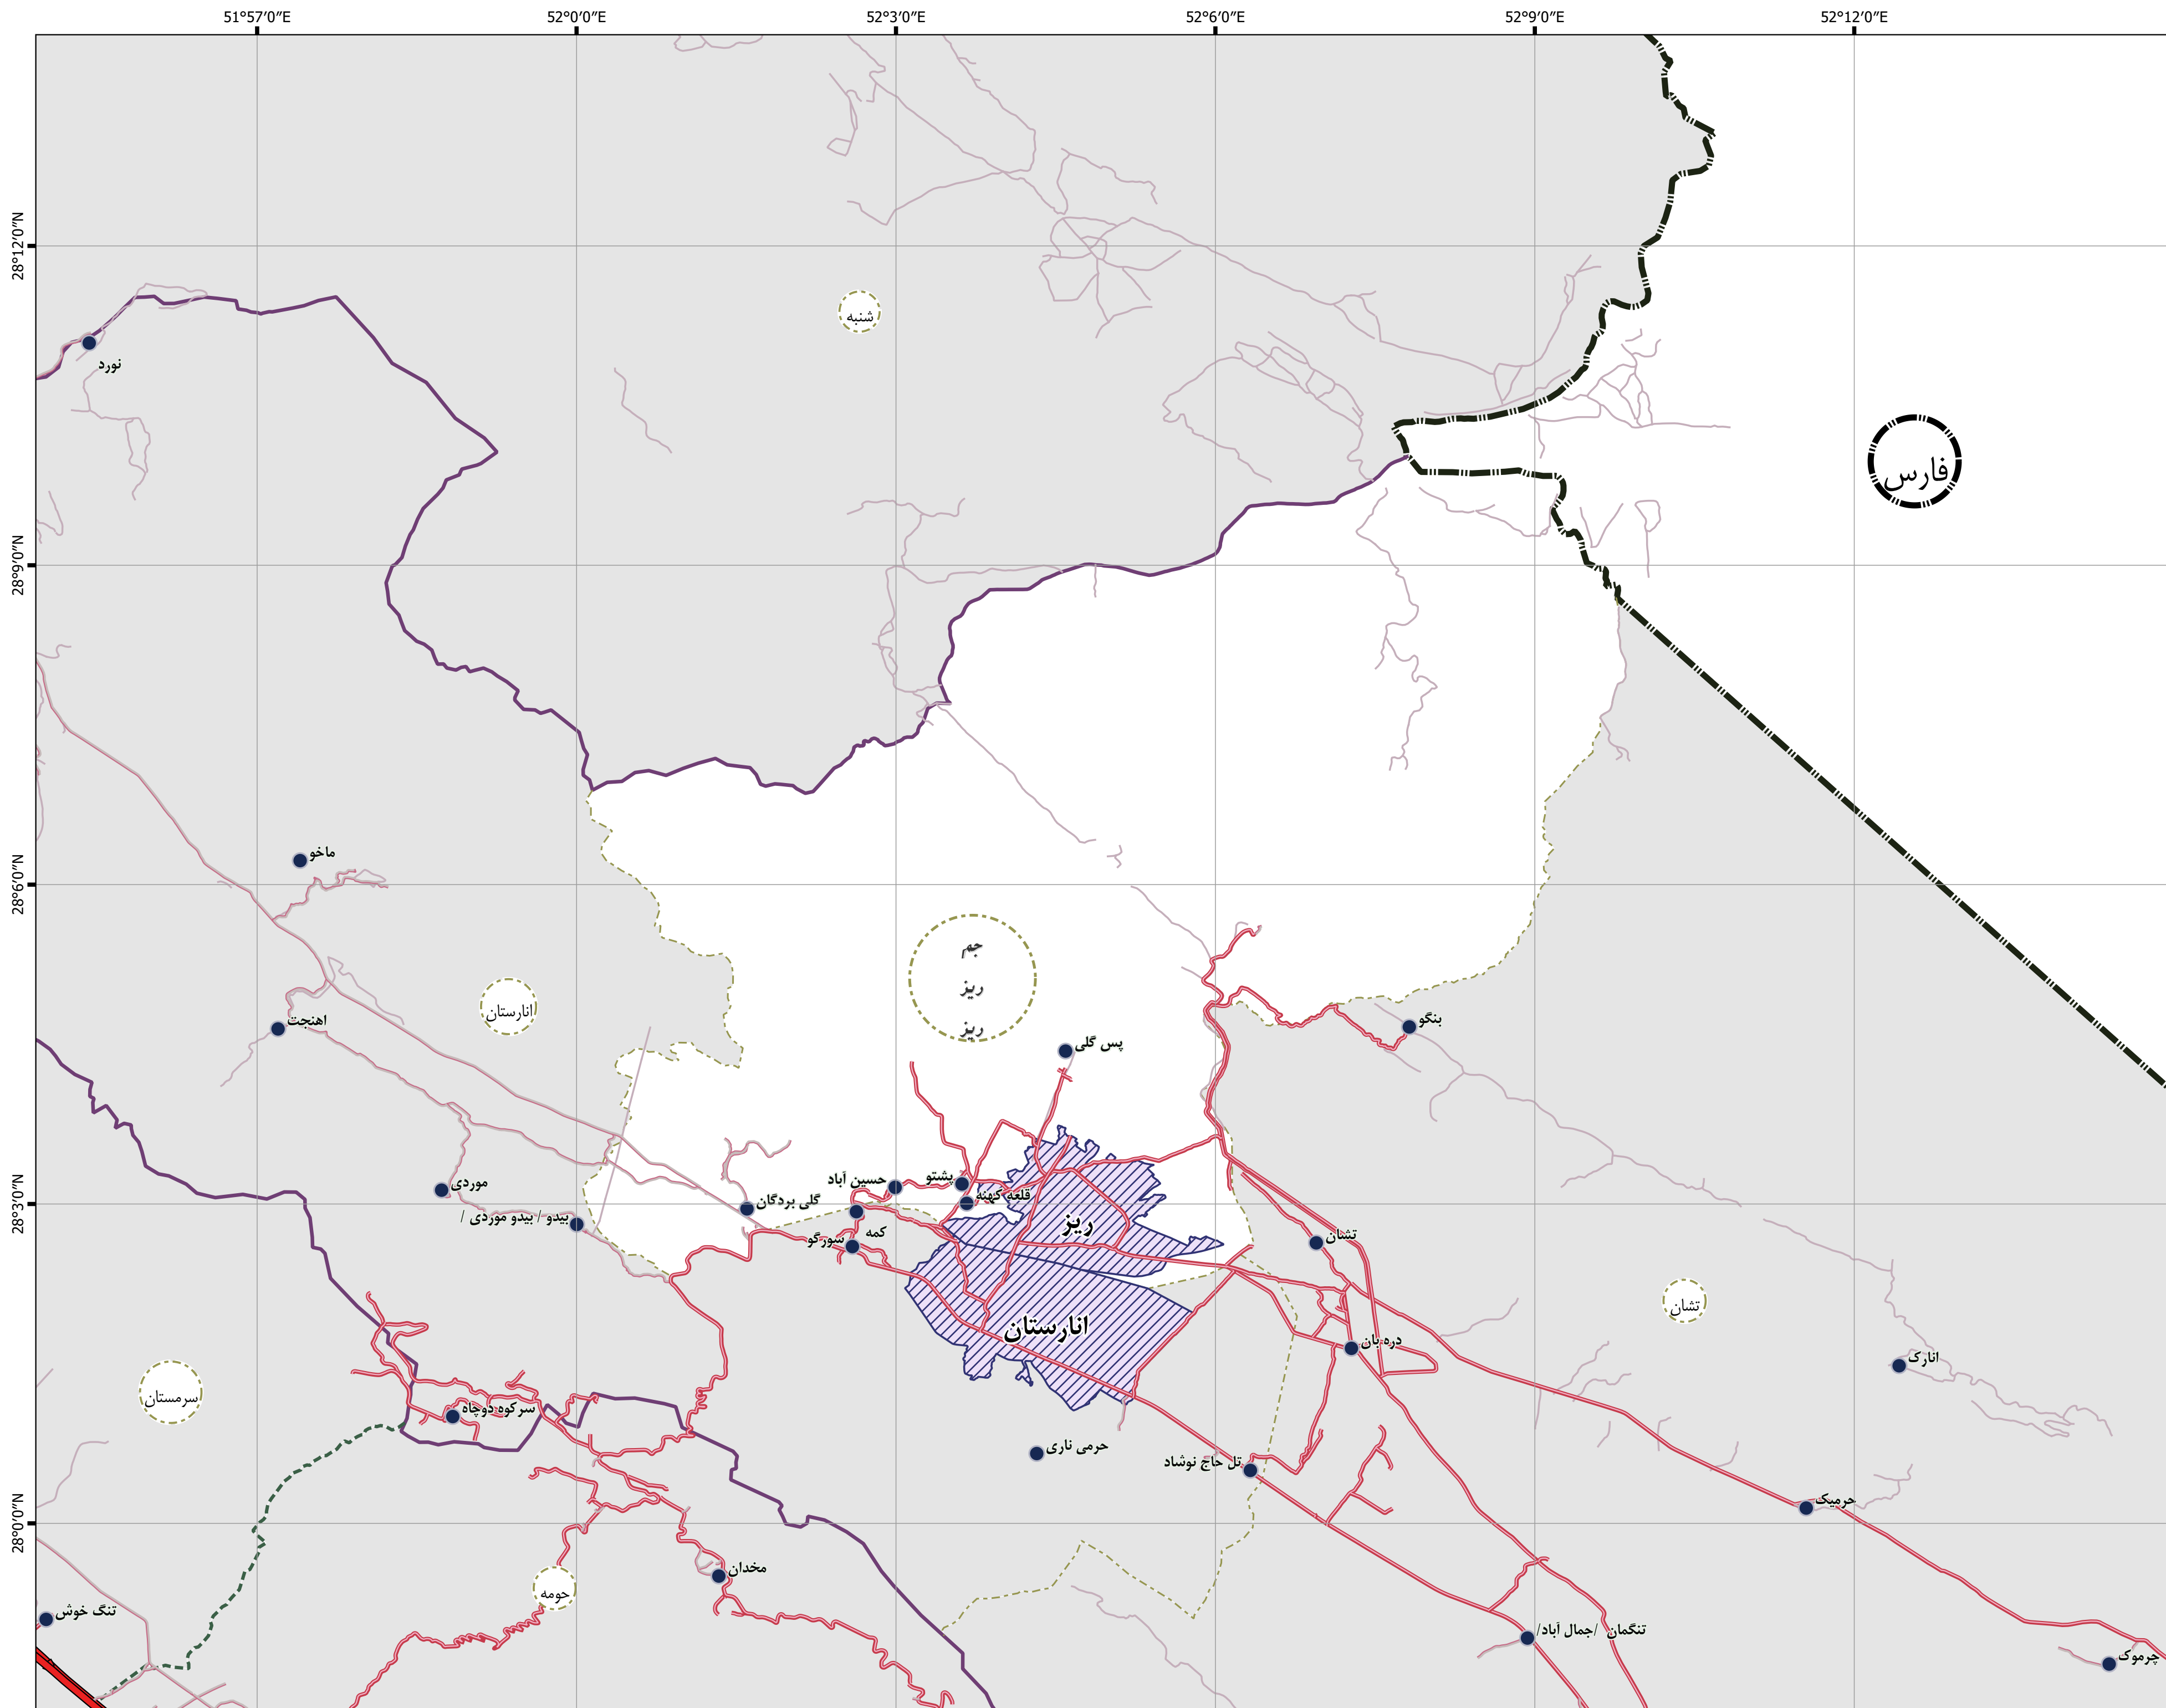 51°57′0″E
52°0′0″E
52°3′0″E
52°6′0″E
52°9′0″E
52°12′0″E
28°12′0″N
28°9′0″N
28°6′0″N
28°3′0″N
28°0′0″N
شنبه
نورد
فارس
ماخو
جم
ریز
ریز
انارستان
اهنجت
بنگو
پس گلی
موردی
بیدو / بیدو موردی /
گلی بردگان
حسین آباد
پشتو
قلعه کهنه
ریز
کمه
سورگو
تشان
تشان
انارستان
دره بان
انارک
سرمستان
سرکوه دوچاه
حرمی ناری
تل حاج نوشاد
حرمیک
مخدان
حومه
تنگ خوش
تنگمان /جمال آباد/
چرموک